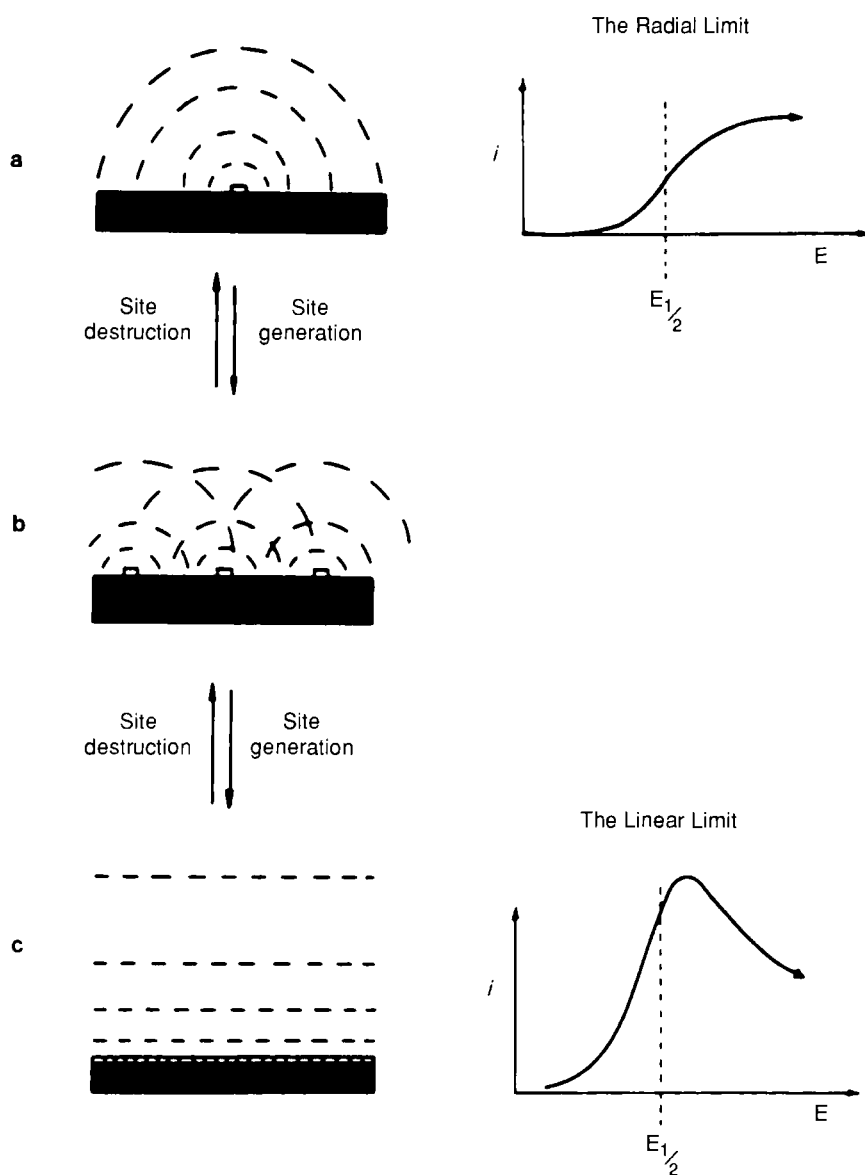 The Radial Limit
a
i
E
E1/2
Site
destruction
Site
generation
b
Site
destruction
Site
generation
The Linear Limit
c
i
E
E1/2